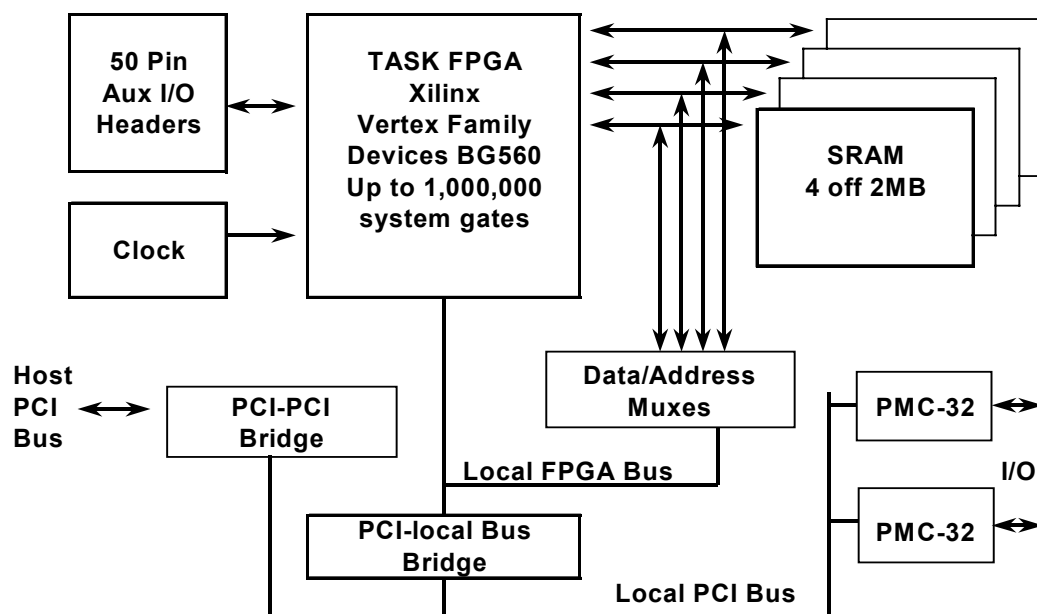 50 Pin
Aux I/O
Headers
TASK FPGA
Xilinx
Vertex Family
Devices BG560
Up to 1,000,000
system gates
SRAM
4 off 2MB
Clock
Host
PCI
Bus
PCI-PCI
Bridge
Data/Address
Muxes
PMC-32
Local FPGA Bus
I/O
PCI-local Bus
Bridge
PMC-32
Local PCI Bus